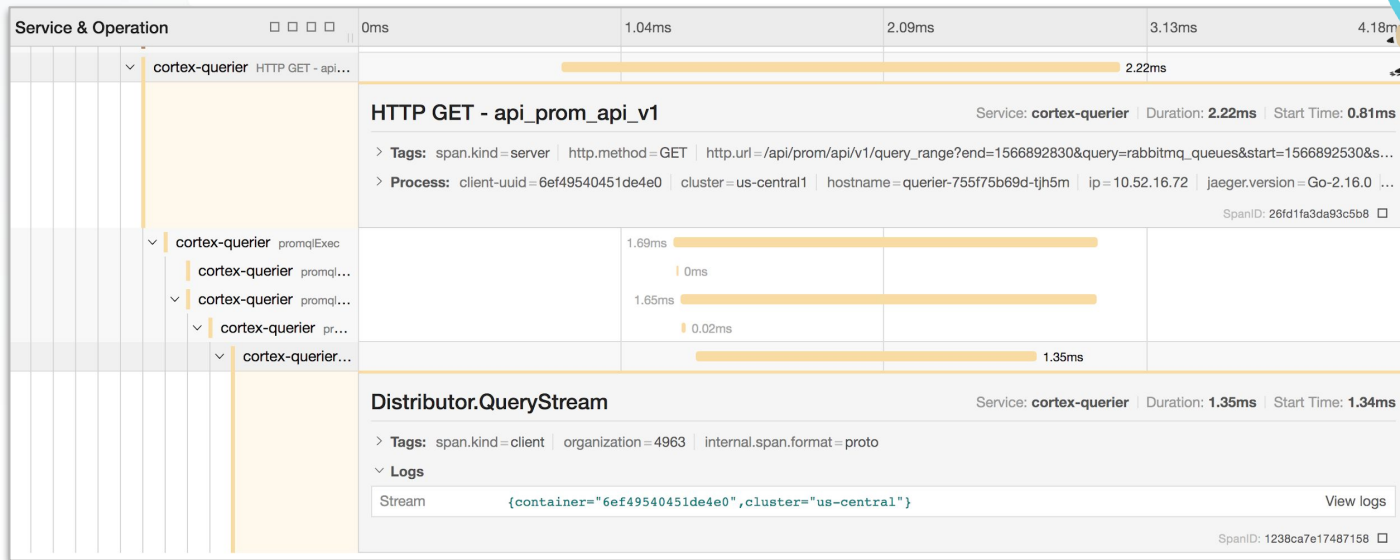 Service & Operation 0ms 1.04ms 2.09ms 3.13ms 4.18m
cortex-querier HTTP GET - api... 2.22ms
HTTP GET - api_prom_api_v1 Service: cortex-querier Duration: 2.22ms Start Time: 0.81ms
Tags: span.kind=server http.method=GET http.url=/api/prom/api/v1/query_range?end=1566892830&query=rabbitmq_queues&start=1566892530&s...
Process: client-uuid=6ef49540451de4e0 cluster=us-central1 hostname=querier-755f75b69d-tjh5m ip=10.52.16.72 jaeger.version=Go-2.16.0 ...
SpanID: 26fd1fa3da93c5b8
cortex-querier promqlExec 1.69ms
cortex-querier promql... 0ms
cortex-querier promql... 1.65ms
cortex-querier pr... 0.02ms
cortex-querier... 1.35ms
Distributor.QueryStream Service: cortex-querier Duration: 1.35ms Start Time: 1.34ms
Tags: span.kind=client organization=4963 internal.span.format=proto
Logs
Stream {container="6ef49540451de4e0",cluster="us-central"} View logs
SpanID: 1238ca7e17487158